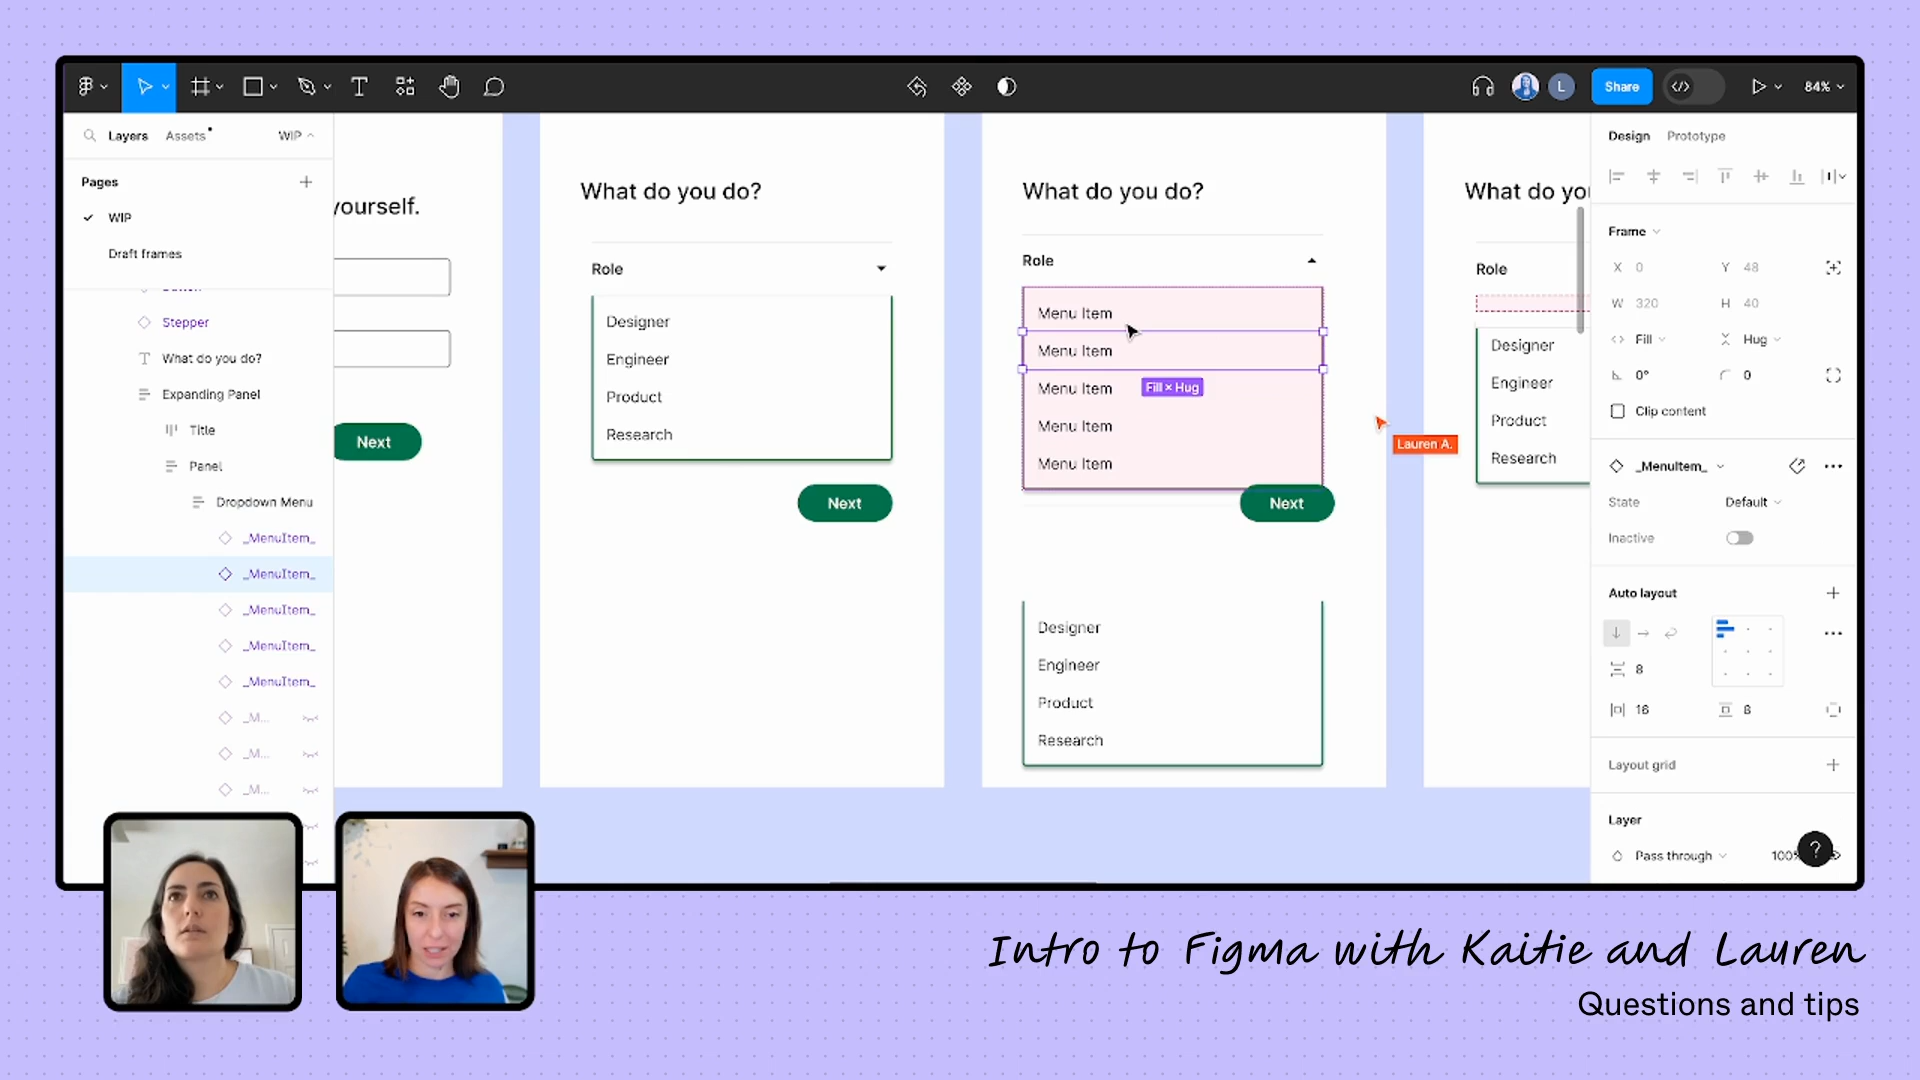 L
Share
84%
Layers
Assets
WIP
Pages
WIP
Draft frames
Button
Stepper
What do you do?
Expanding Panel
Title
Panel
Dropdown Menu
_MenuItem_
_MenuItem_
_MenuItem_
_MenuItem_
_MenuItem_
_M...
_M...
_M...
yourself.
Next
What do you do?
Role
Designer
Engineer
Product
Research
Next
What do you do?
Role
Menu Item
Menu Item
Menu Item
Fill × Hug
Menu Item
Menu Item
Next
Lauren A.
Designer
Engineer
Product
Research
What do you
Role
Designer
Engineer
Product
Research
Design
Prototype
Frame
X 0
Y 48
W 320
H 40
Fill
Hug
0°
0
Clip content
_MenuItem_
State
Default
Inactive
Auto layout
8
16
8
Layout grid
Layer
Pass through
100%
?
Intro to Figma with Kaitie and Lauren
Questions and tips